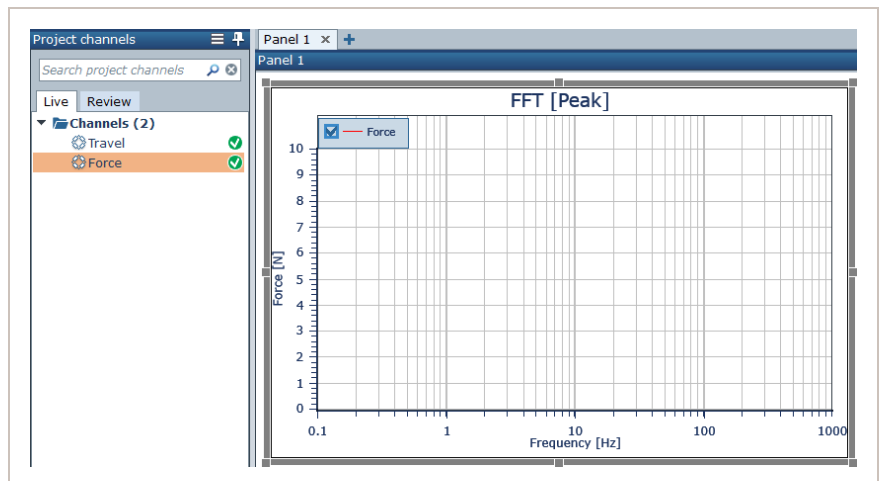 Project channels
Search project channels
Live Review
Channels (2)
Travel
Force
Panel 1 × +
Panel 1
FFT [Peak]
Force
10
9
8
7
6
5
4
3
2
1
0
Force [N]
0.1 1 10 100 1000
Frequency [Hz]